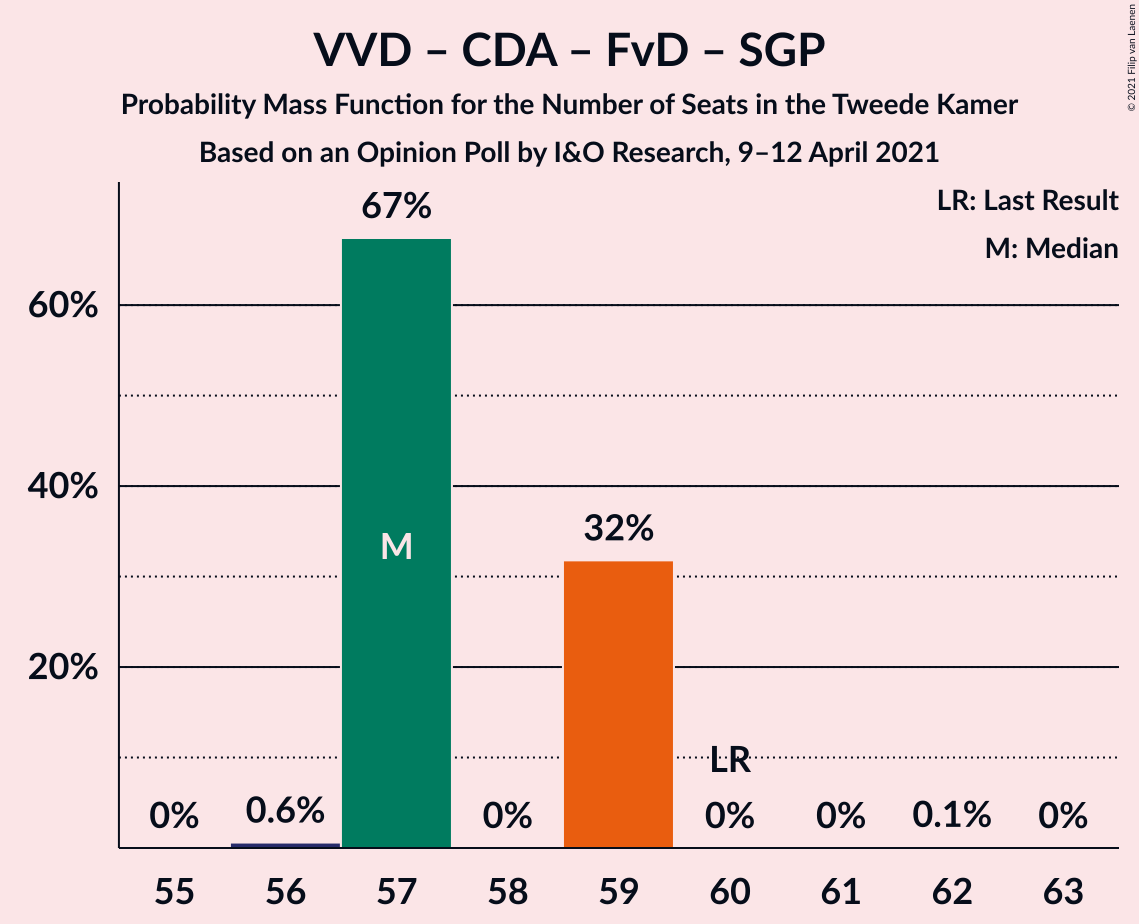 VVD – CDA – FvD – SGP
Probability Mass Function for the Number of Seats in the Tweede Kamer
Based on an Opinion Poll by I&O Research, 9–12 April 2021
© 2021 Filip van Laenen
LR: Last Result
M: Median
67%
60%
M
40%
32%
20%
LR
0%
0.6%
0%
0%
0%
0.1%
0%
55 56 57 58 59 60 61 62 63